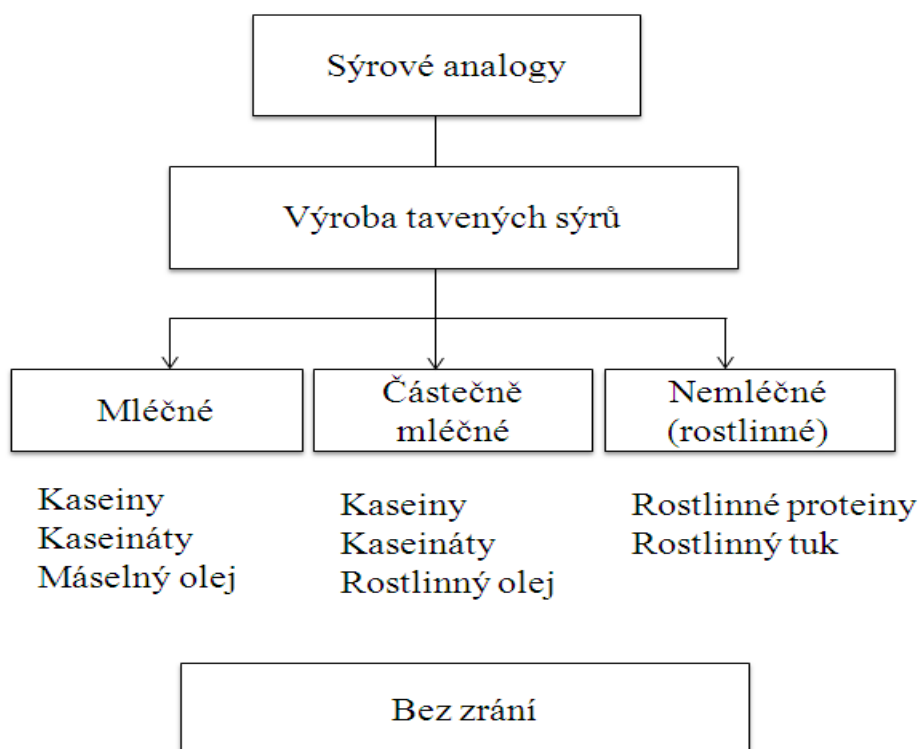 Sýrové analogy
Výroba tavených sýrů
Mléčné
Částečně
mléčné
Nemléčné
(rostlinné)
Kaseiny
Kaseináty
Máselný olej
Kaseiny
Kaseináty
Rostlinný olej
Rostlinné proteiny
Rostlinný tuk
Bez zrání